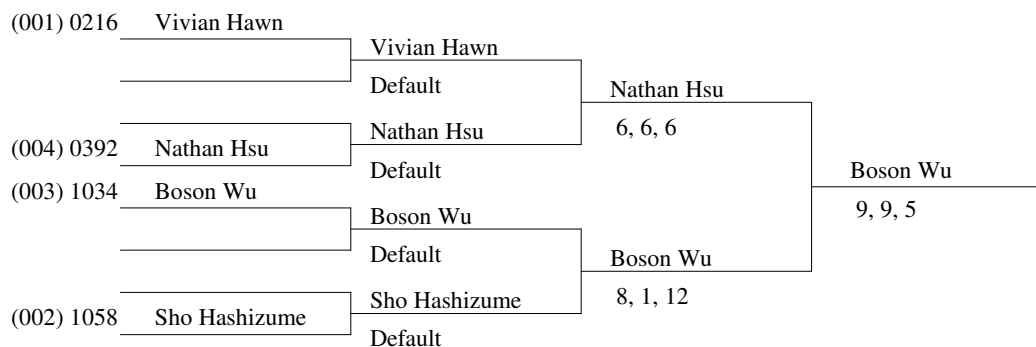 (001) 0216 Vivian Hawn
Vivian Hawn
Default
Nathan Hsu
6, 6, 6
(004) 0392 Nathan Hsu
Nathan Hsu
Default
Boson Wu
9, 9, 5
(003) 1034 Boson Wu
Boson Wu
Default
Boson Wu
8, 1, 12
(002) 1058 Sho Hashizume
Sho Hashizume
Default